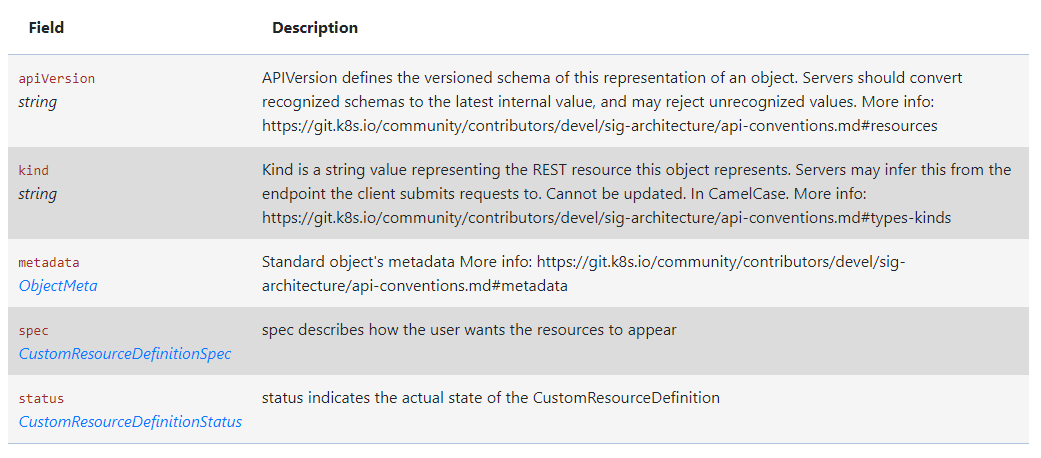 Field Description
apiVersion
string
APIVersion defines the versioned schema of this representation of an object. Servers should convert
recognized schemas to the latest internal value, and may reject unrecognized values. More info:
https://git.k8s.io/community/contributors/devel/sig-architecture/api-conventions.md#resources
kind
string
Kind is a string value representing the REST resource this object represents. Servers may infer this from the
endpoint the client submits requests to. Cannot be updated. In CamelCase. More info:
https://git.k8s.io/community/contributors/devel/sig-architecture/api-conventions.md#types-kinds
metadata
ObjectMeta
Standard object's metadata More info: https://git.k8s.io/community/contributors/devel/sig-
architecture/api-conventions.md#metadata
spec
CustomResourceDefinitionSpec
spec describes how the user wants the resources to appear
status
CustomResourceDefinitionStatus
status indicates the actual state of the CustomResourceDefinition